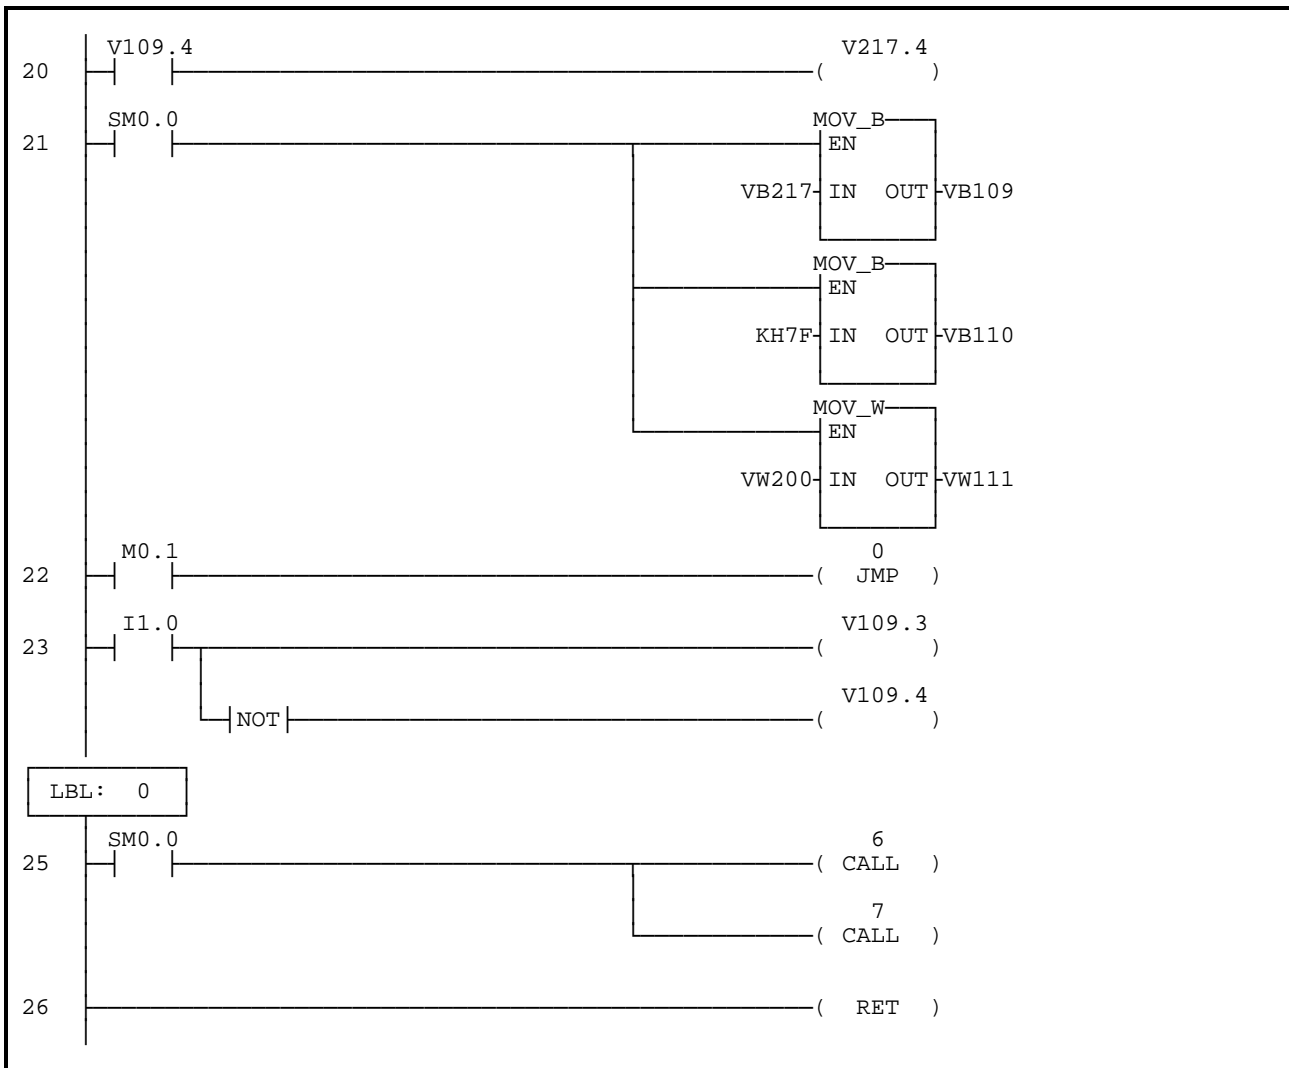 V109.4 V217.4
20 ( )
SM0.0 MOV_B
21 EN
VB217 IN OUT VB109
MOV_B
EN
KH7F IN OUT VB110
MOV_W
EN
VW200 IN OUT VW111
M0.1 0
22 ( JMP )
I1.0 V109.3
23 ( )
V109.4
NOT ( )
LBL: 0
SM0.0 6
25 ( CALL )
7
( CALL )
26 ( RET )